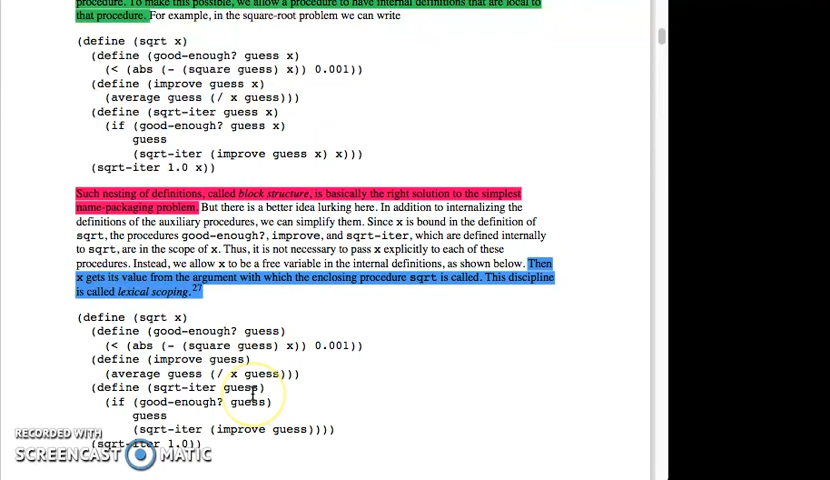 procedure. To make this possible, we allow a procedure to have internal definitions that are local to
that procedure. For example, in the square-root problem we can write
(define (sqrt x)
(define (good-enough? guess x)
(< (abs (- (square guess) x)) 0.001))
(define (improve guess x)
(average guess (/ x guess)))
(define (sqrt-iter guess x)
(if (good-enough? guess x)
guess
(sqrt-iter (improve guess x) x)))
(sqrt-iter 1.0 x))
Such nesting of definitions, called block structure, is basically the right solution to the simplest
name-packaging problem. But there is a better idea lurking here. In addition to internalizing the
definitions of the auxiliary procedures, we can simplify them. Since x is bound in the definition of
sqrt, the procedures good-enough?, improve, and sqrt-iter, which are defined internally
to sqrt, are in the scope of x. Thus, it is not necessary to pass x explicitly to each of these
procedures. Instead, we allow x to be a free variable in the internal definitions, as shown below. Then
x gets its value from the argument with which the enclosing procedure sqrt is called. This discipline
is called lexical scoping.27
(define (sqrt x)
(define (good-enough? guess)
(< (abs (- (square guess) x)) 0.001))
(define (improve guess)
(average guess (/ x guess)))
(define (sqrt-iter guess)
(if (good-enough? guess)
guess
(sqrt-iter (improve guess))))
(sqrt-iter 1.0))
RECORDED WITH
SCREENCAST MATIC